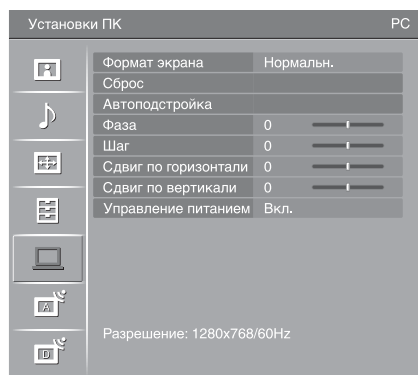 Установки ПК PC
Формат экрана Нормальн.
Сброс
Автоподстройка
Фаза 0
Шаг 0
Сдвиг по горизонтали 0
Сдвиг по вертикали 0
Управление питанием Вкл.
A
D
Разрешение: 1280x768/60Hz